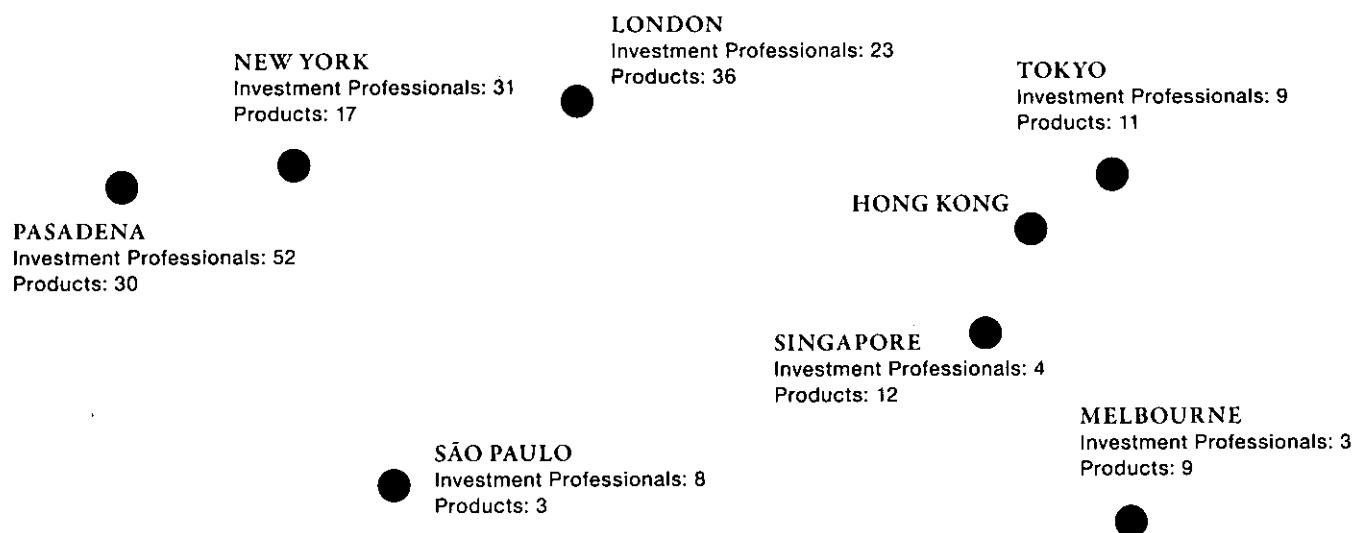 LONDON
Investment Professionals: 23
Products: 36
NEW YORK
Investment Professionals: 31
Products: 17
TOKYO
Investment Professionals: 9
Products: 11
HONG KONG
PASADENA
Investment Professionals: 52
Products: 30
SINGAPORE
Investment Professionals: 4
Products: 12
MELBOURNE
Investment Professionals: 3
Products: 9
SÃO PAULO
Investment Professionals: 8
Products: 3